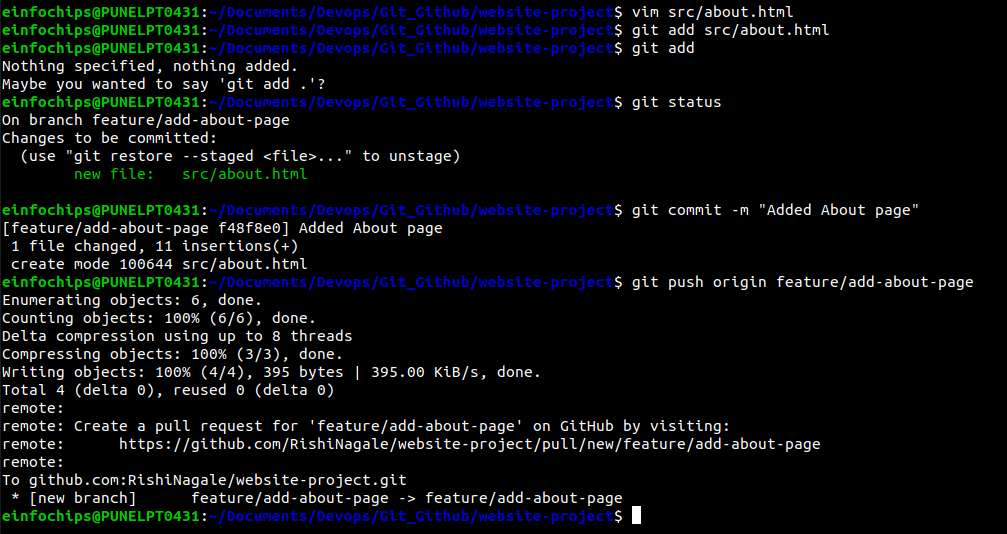 einfochips@PUNELPT0431:~/Documents/Devops/Git_Github/website-project$ vim src/about.html
einfochips@PUNELPT0431:~/Documents/Devops/Git_Github/website-project$ git add src/about.html
einfochips@PUNELPT0431:~/Documents/Devops/Git_Github/website-project$ git add
Nothing specified, nothing added.
Maybe you wanted to say 'git add .'?
einfochips@PUNELPT0431:~/Documents/Devops/Git_Github/website-project$ git status
On branch feature/add-about-page
Changes to be committed:
  (use "git restore --staged <file>..." to unstage)
        new file:   src/about.html

einfochips@PUNELPT0431:~/Documents/Devops/Git_Github/website-project$ git commit -m "Added About page"
[feature/add-about-page f48f8e0] Added About page
 1 file changed, 11 insertions(+)
 create mode 100644 src/about.html
einfochips@PUNELPT0431:~/Documents/Devops/Git_Github/website-project$ git push origin feature/add-about-page
Enumerating objects: 6, done.
Counting objects: 100% (6/6), done.
Delta compression using up to 8 threads
Compressing objects: 100% (3/3), done.
Writing objects: 100% (4/4), 395 bytes | 395.00 KiB/s, done.
Total 4 (delta 0), reused 0 (delta 0)
remote:
remote: Create a pull request for 'feature/add-about-page' on GitHub by visiting:
remote:      https://github.com/RishiNagale/website-project/pull/new/feature/add-about-page
remote:
To github.com:RishiNagale/website-project.git
 * [new branch]      feature/add-about-page -> feature/add-about-page
einfochips@PUNELPT0431:~/Documents/Devops/Git_Github/website-project$